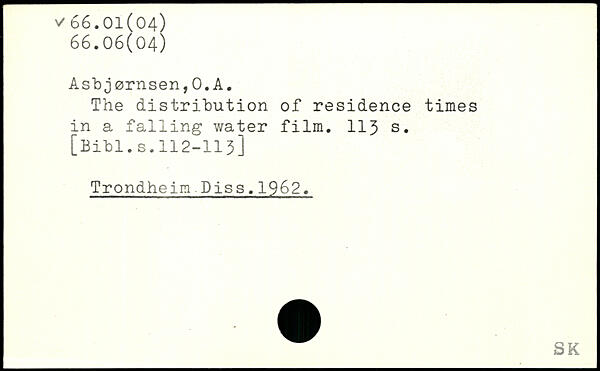 ✓ 66.01(04)
66.06(04)
Asbjørnsen,O.A.
The distribution of residence times
in a falling water film. 113 s.
[Bibl.s.112-113]
Trondheim Diss.1962.
SK